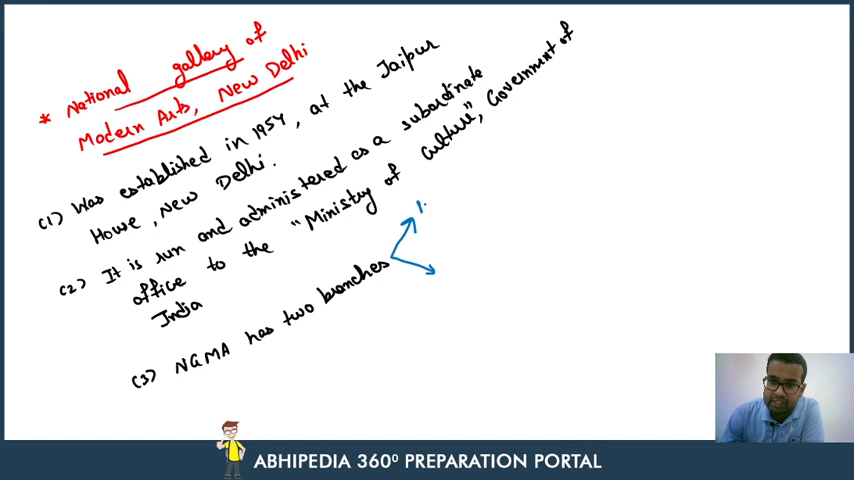 * National gallery of
Modern Arts, New Delhi
(1) Was established in 1954, at the Jaipur
House, New Delhi.
(2) It is run and administered as a subordinate
office to the "Ministry of culture", Government of
India
(3) NGMA has two branches
1.
ABHIPEDIA 360⁰ PREPARATION PORTAL